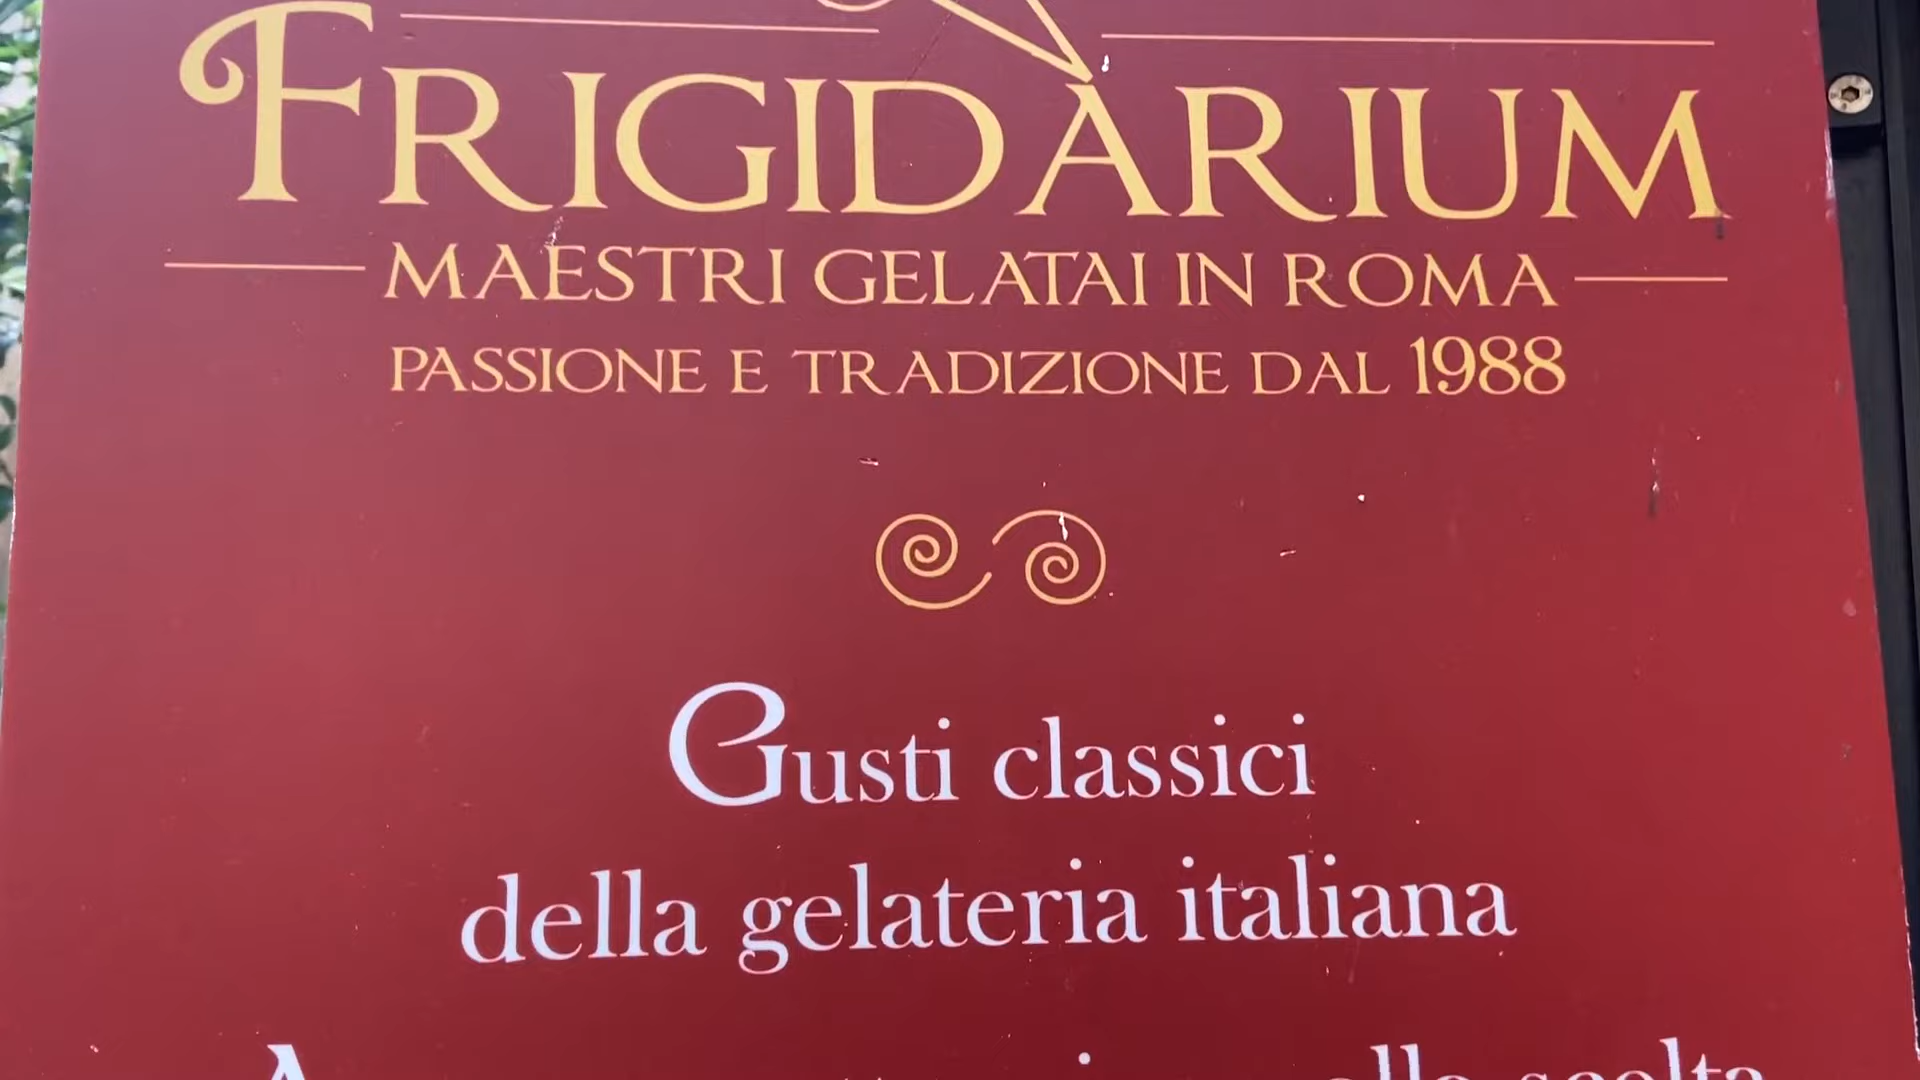 FRIGIDARIUM
MAESTRI GELATAI IN ROMA
PASSIONE E TRADIZIONE DAL 1988
Gusti classici
della gelateria italiana